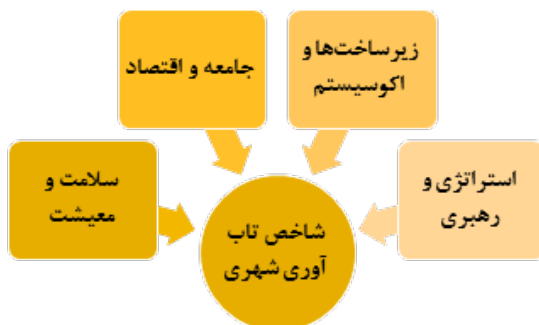 زیرساخت‌ها و
اکوسیستم
جامعه و اقتصاد
استراتژی و
رهبری
سلامت و
معیشت
شاخص تاب
آوری شهری